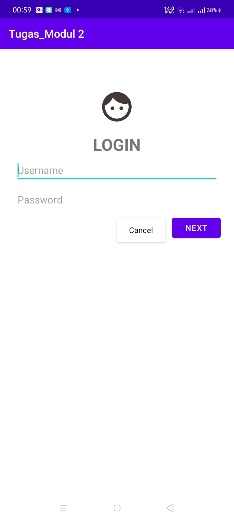 00:59
Tugas_Modul 2
LOGIN
Username
Password
Cancel
NEXT